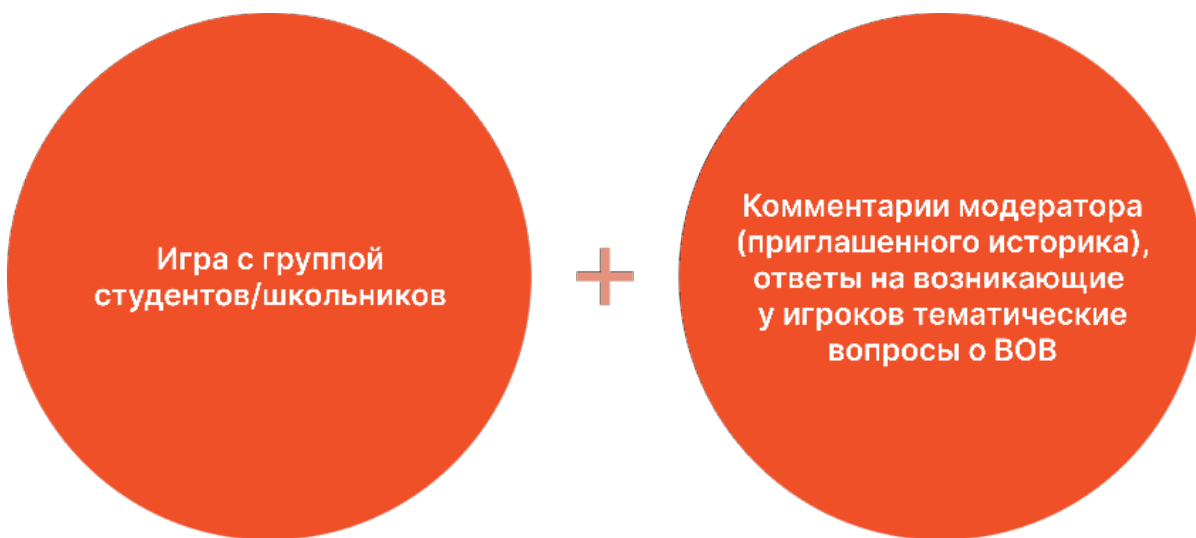 Игра с группой
студентов/школьников
+
Комментарии модератора
(приглашенного историка),
ответы на возникающие
у игроков тематические
вопросы о ВОВ